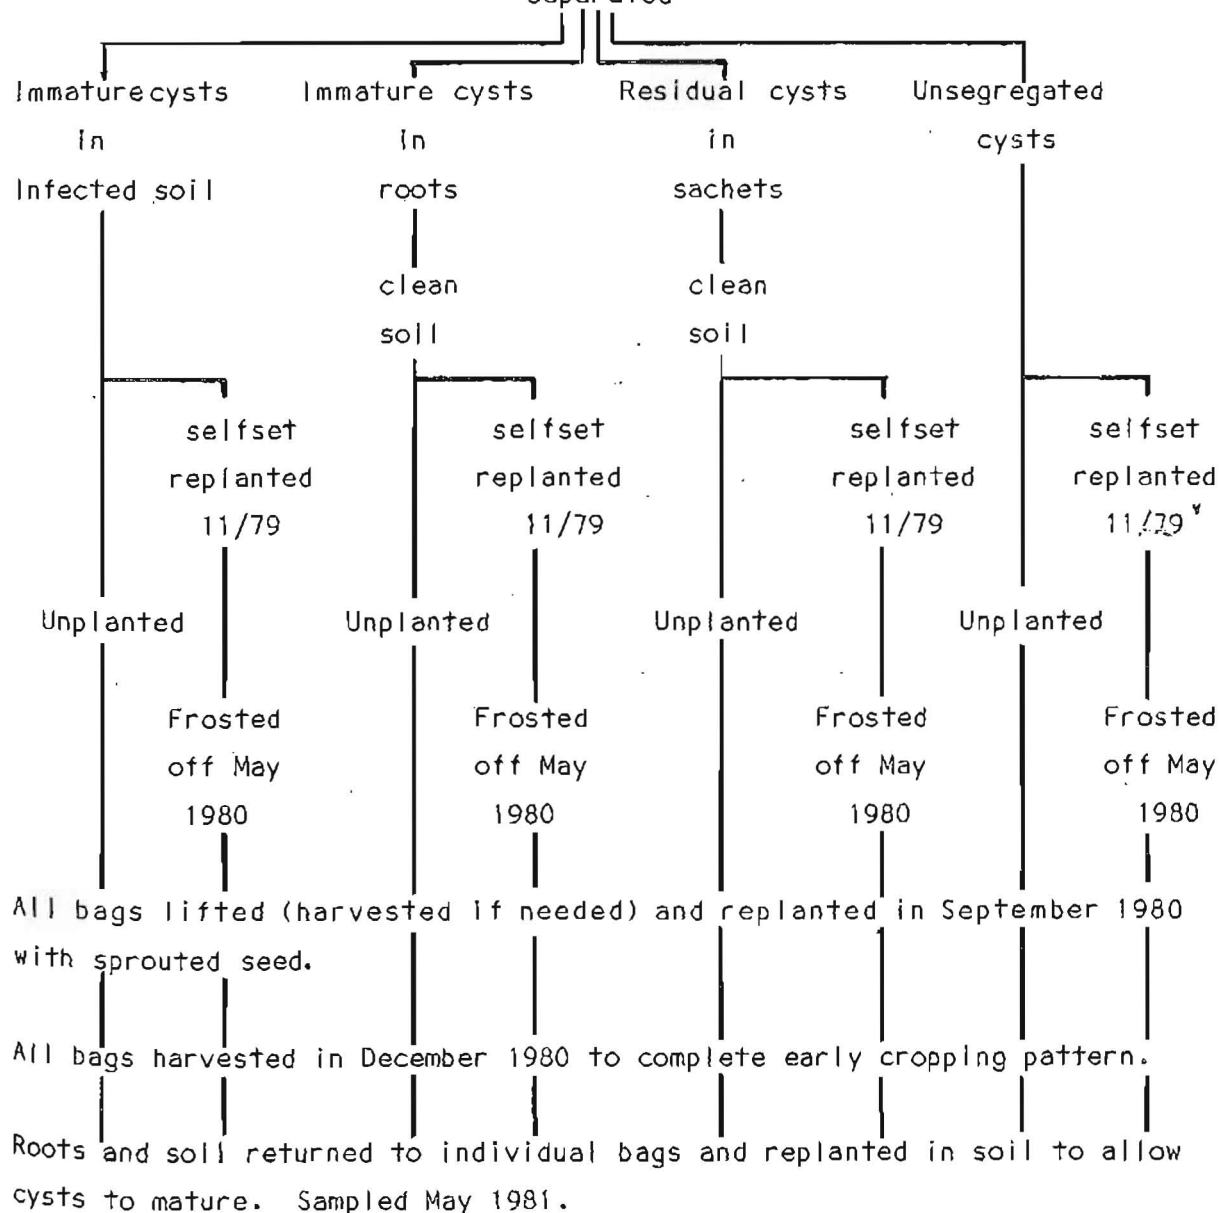 Immature cysts Immature cysts Residual cysts Unsegregated
in in in cysts
Infected soil roots sachets
clean clean
soil soil
selfset selfset selfset selfset
replanted replanted replanted replanted
11/79 11/79 11/79 11/79
Unplanted Unplanted Unplanted Unplanted
Frosted Frosted Frosted Frosted
off May off May off May off May
1980 1980 1980 1980
All bags lifted (harvested if needed) and replanted in September 1980
with sprouted seed.
All bags harvested in December 1980 to complete early cropping pattern.
Roots and soil returned to individual bags and replanted in soil to allow
cysts to mature. Sampled May 1981.